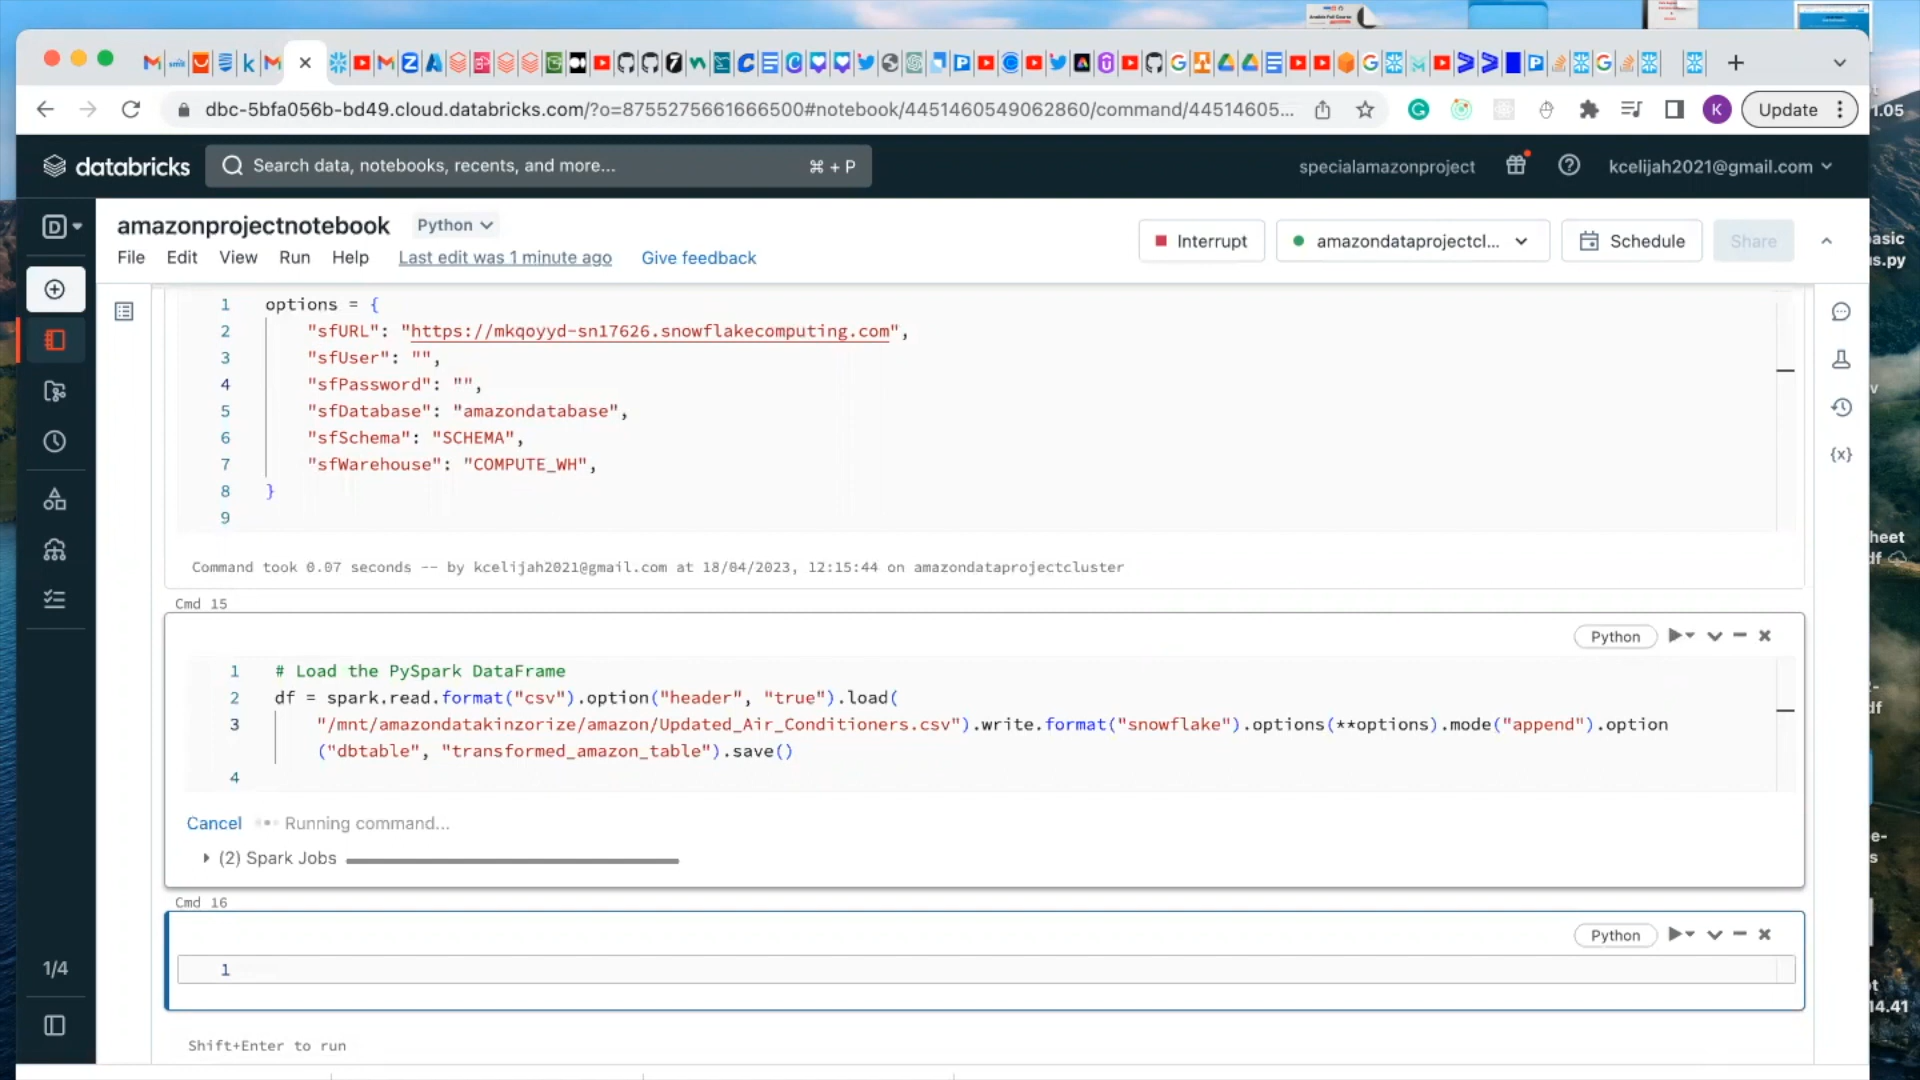 dbc-5bfa056b-bd49.cloud.databricks.com/?o=8755275661666500#notebook/4451460549062860/command/44514605...
K
Update
1.05
databricks
Search data, notebooks, recents, and more...
⌘ + P
specialamazonproject
kcelijah2021@gmail.com
D
amazonprojectnotebook
Python
Interrupt
amazondataprojectcl...
Schedule
Share
File Edit View Run Help Last edit was 1 minute ago Give feedback
1 options = {
2 "sfURL": "https://mkqoyyd-sn17626.snowflakecomputing.com",
3 "sfUser": "",
4 "sfPassword": "",
5 "sfDatabase": "amazondatabase",
6 "sfSchema": "SCHEMA",
7 "sfWarehouse": "COMPUTE_WH",
8 }
9
Command took 0.07 seconds -- by kcelijah2021@gmail.com at 18/04/2023, 12:15:44 on amazondataprojectcluster
Cmd 15
Python
1 # Load the PySpark DataFrame
2 df = spark.read.format("csv").option("header", "true").load(
3 "/mnt/amazondatakinzorize/amazon/Updated_Air_Conditioners.csv").write.format("snowflake").options(**options).mode("append").option
("dbtable", "transformed_amazon_table").save()
4
Cancel Running command...
(2) Spark Jobs
Cmd 16
Python
1
Shift+Enter to run
1/4
14.41